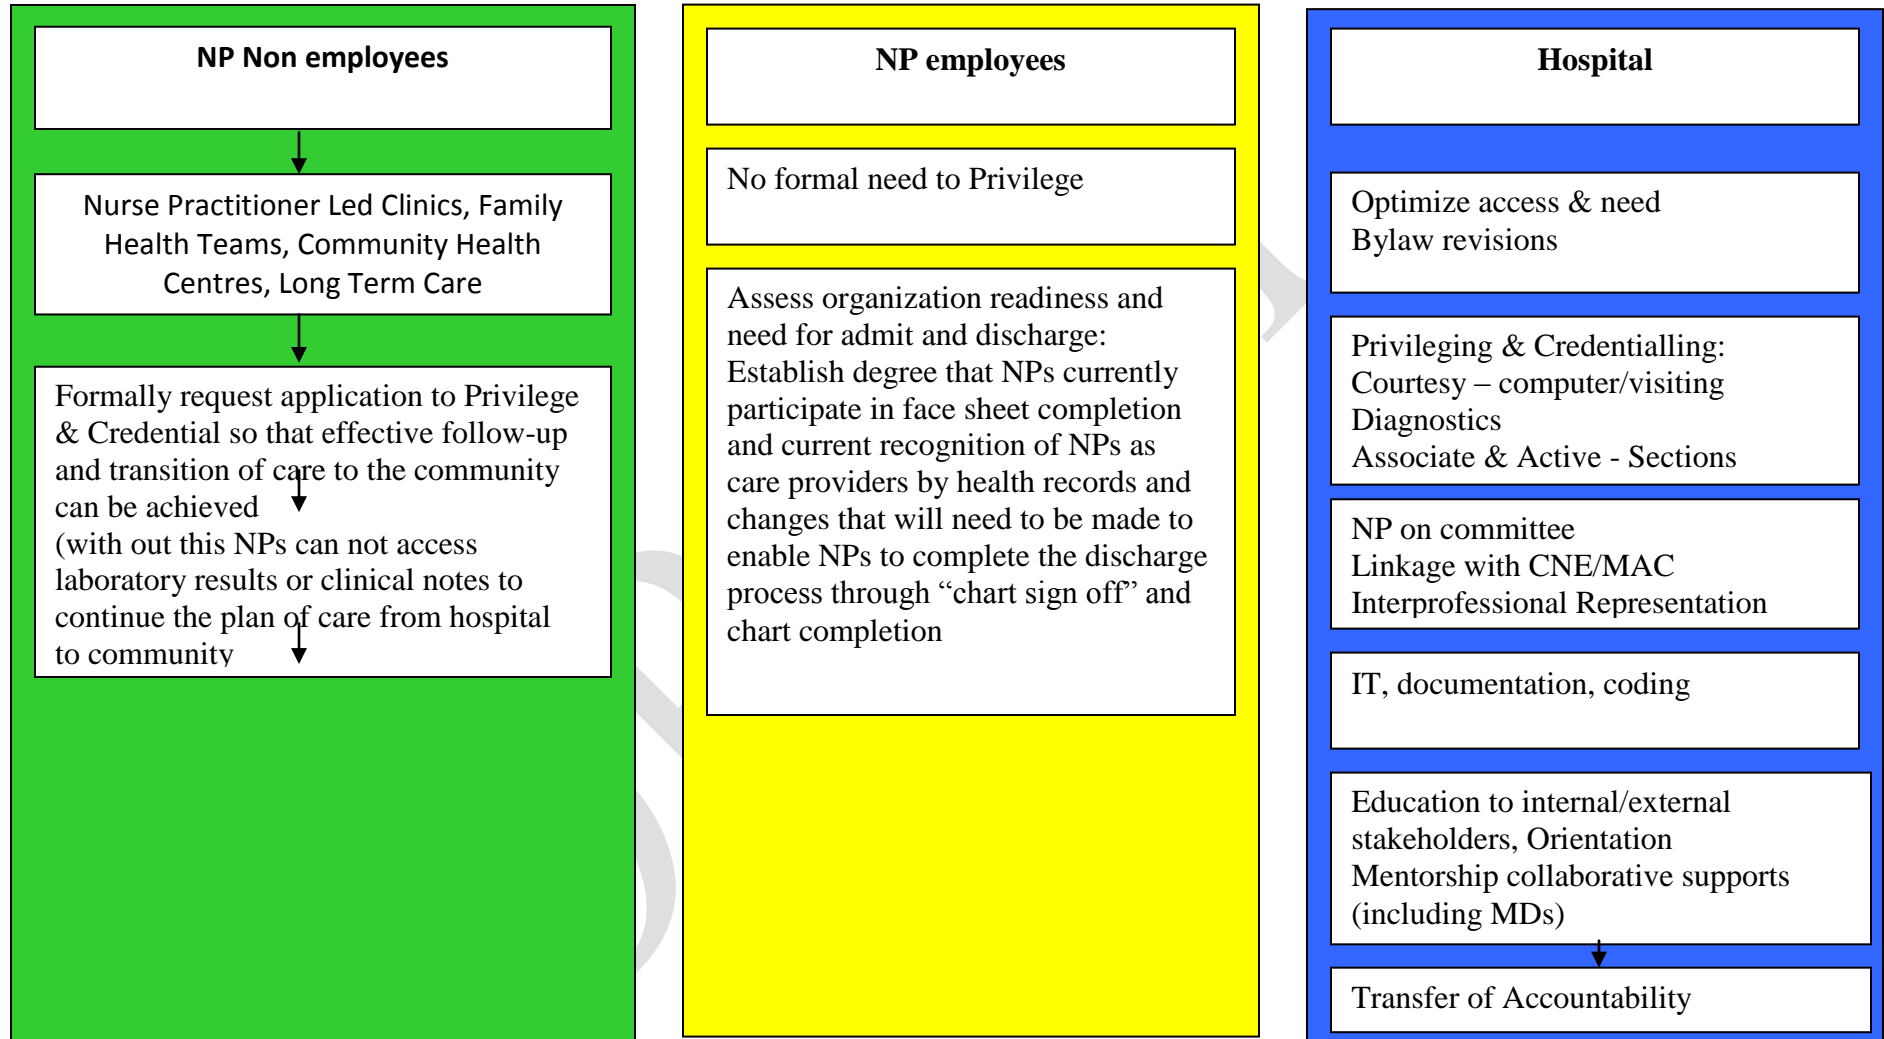 NP Non employees
Nurse Practitioner Led Clinics, Family
Health Teams, Community Health
Centres, Long Term Care
Formally request application to Privilege
& Credential so that effective follow-up
and transition of care to the community
can be achieved
(with out this NPs can not access
laboratory results or clinical notes to
continue the plan of care from hospital
to community
NP employees
No formal need to Privilege
Assess organization readiness and
need for admit and discharge:
Establish degree that NPs currently
participate in face sheet completion
and current recognition of NPs as
care providers by health records and
changes that will need to be made to
enable NPs to complete the discharge
process through “chart sign off” and
chart completion
Hospital
Optimize access & need
Bylaw revisions
Privileging & Credentialling:
Courtesy – computer/visiting
Diagnostics
Associate & Active - Sections
NP on committee
Linkage with CNE/MAC
Interprofessional Representation
IT, documentation, coding
Education to internal/external
stakeholders, Orientation
Mentorship collaborative supports
(including MDs)
Transfer of Accountability